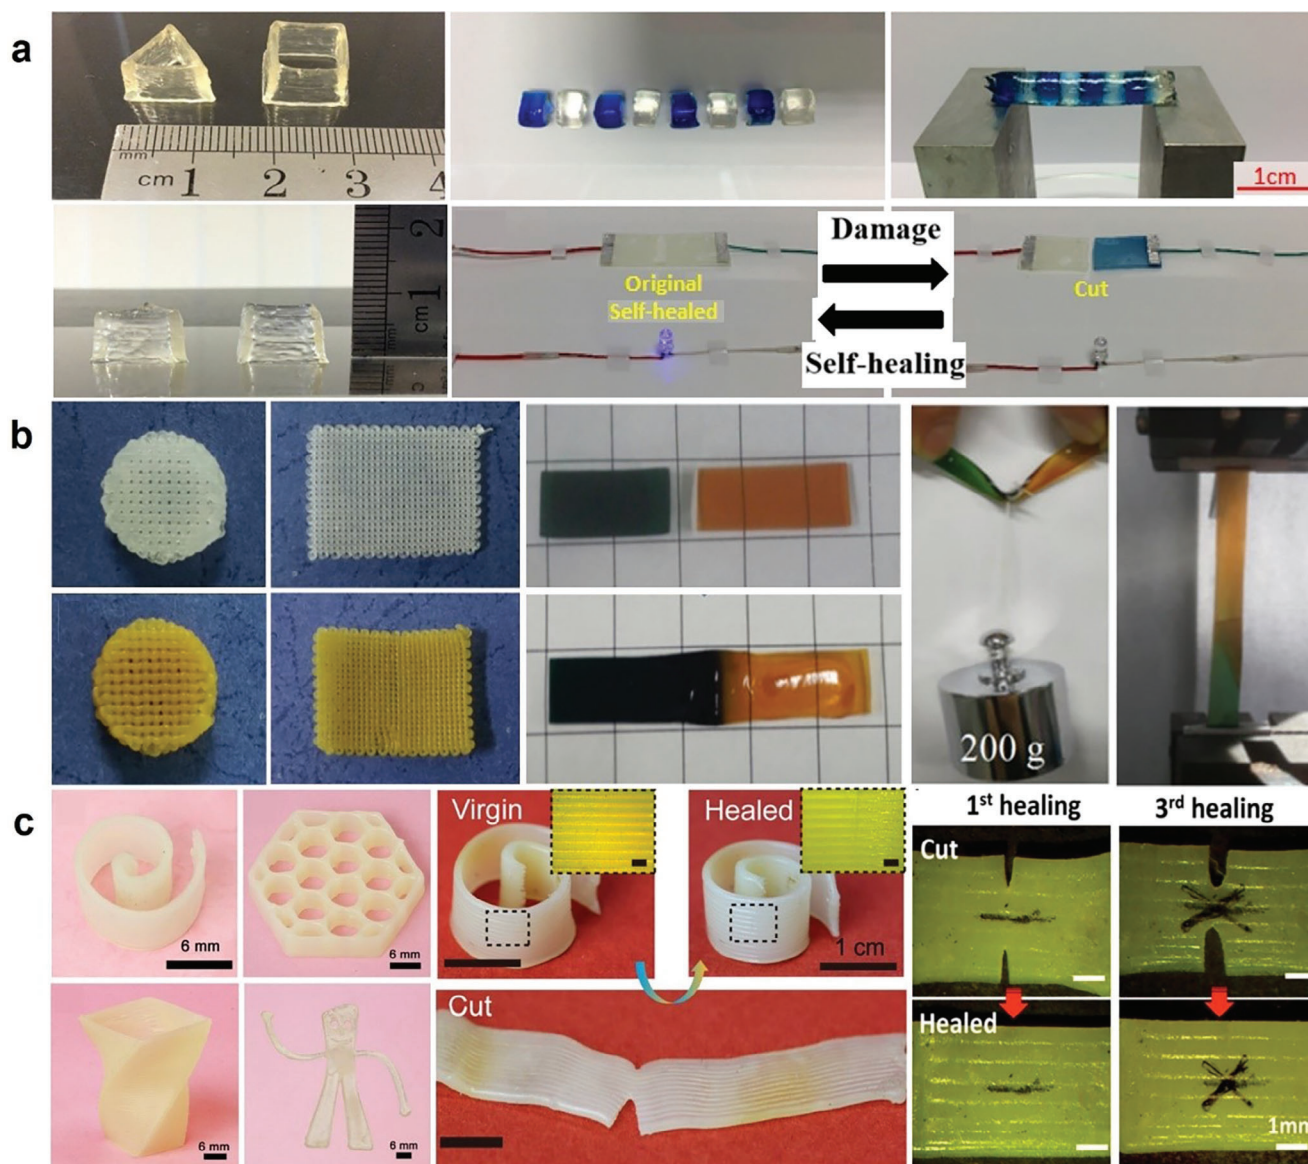 a
mm
cm 1 2 3 4
1cm
2
1
cm
Damage
Original
Self-healed
Cut
Self-healing
b
200 g
c
6 mm
6 mm
Virgin
Healed
1 cm
1st healing
3rd healing
Cut
6 mm
6 mm
Cut
Healed
1mm